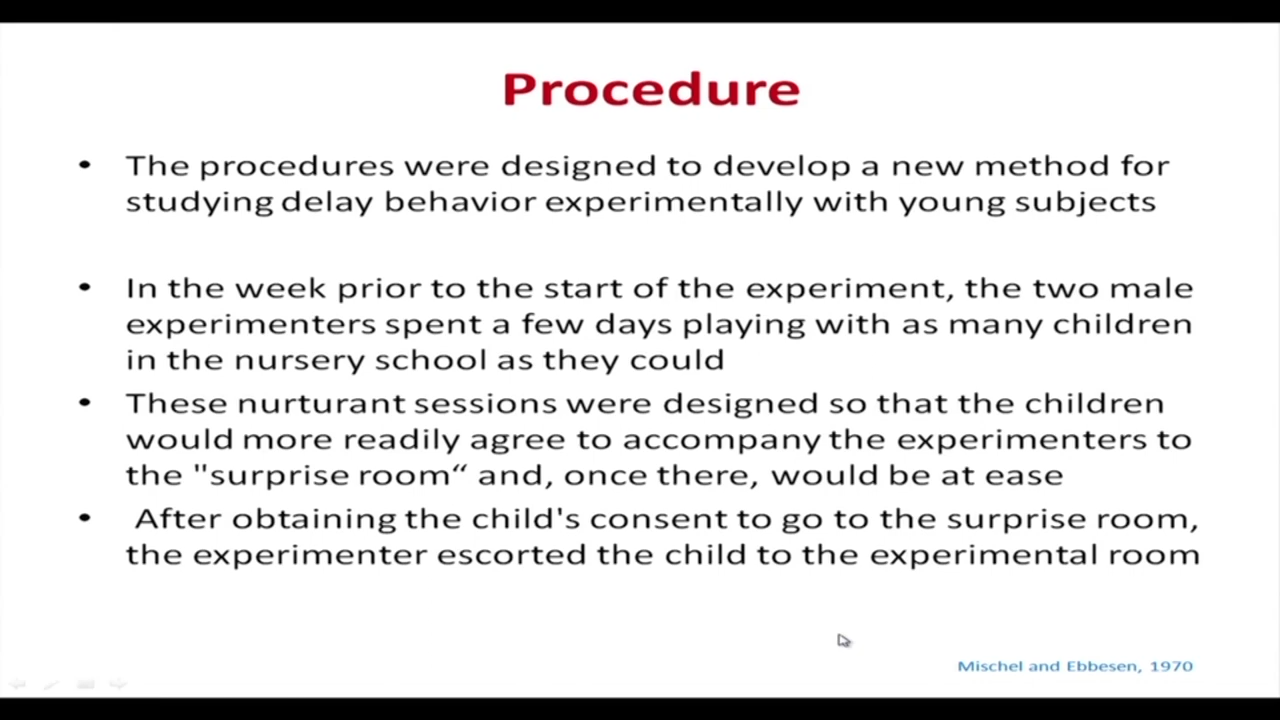 Procedure
• The procedures were designed to develop a new method for
studying delay behavior experimentally with young subjects
• In the week prior to the start of the experiment, the two male
experimenters spent a few days playing with as many children
in the nursery school as they could
• These nurturant sessions were designed so that the children
would more readily agree to accompany the experimenters to
the "surprise room“ and, once there, would be at ease
• After obtaining the child's consent to go to the surprise room,
the experimenter escorted the child to the experimental room
Mischel and Ebbesen, 1970